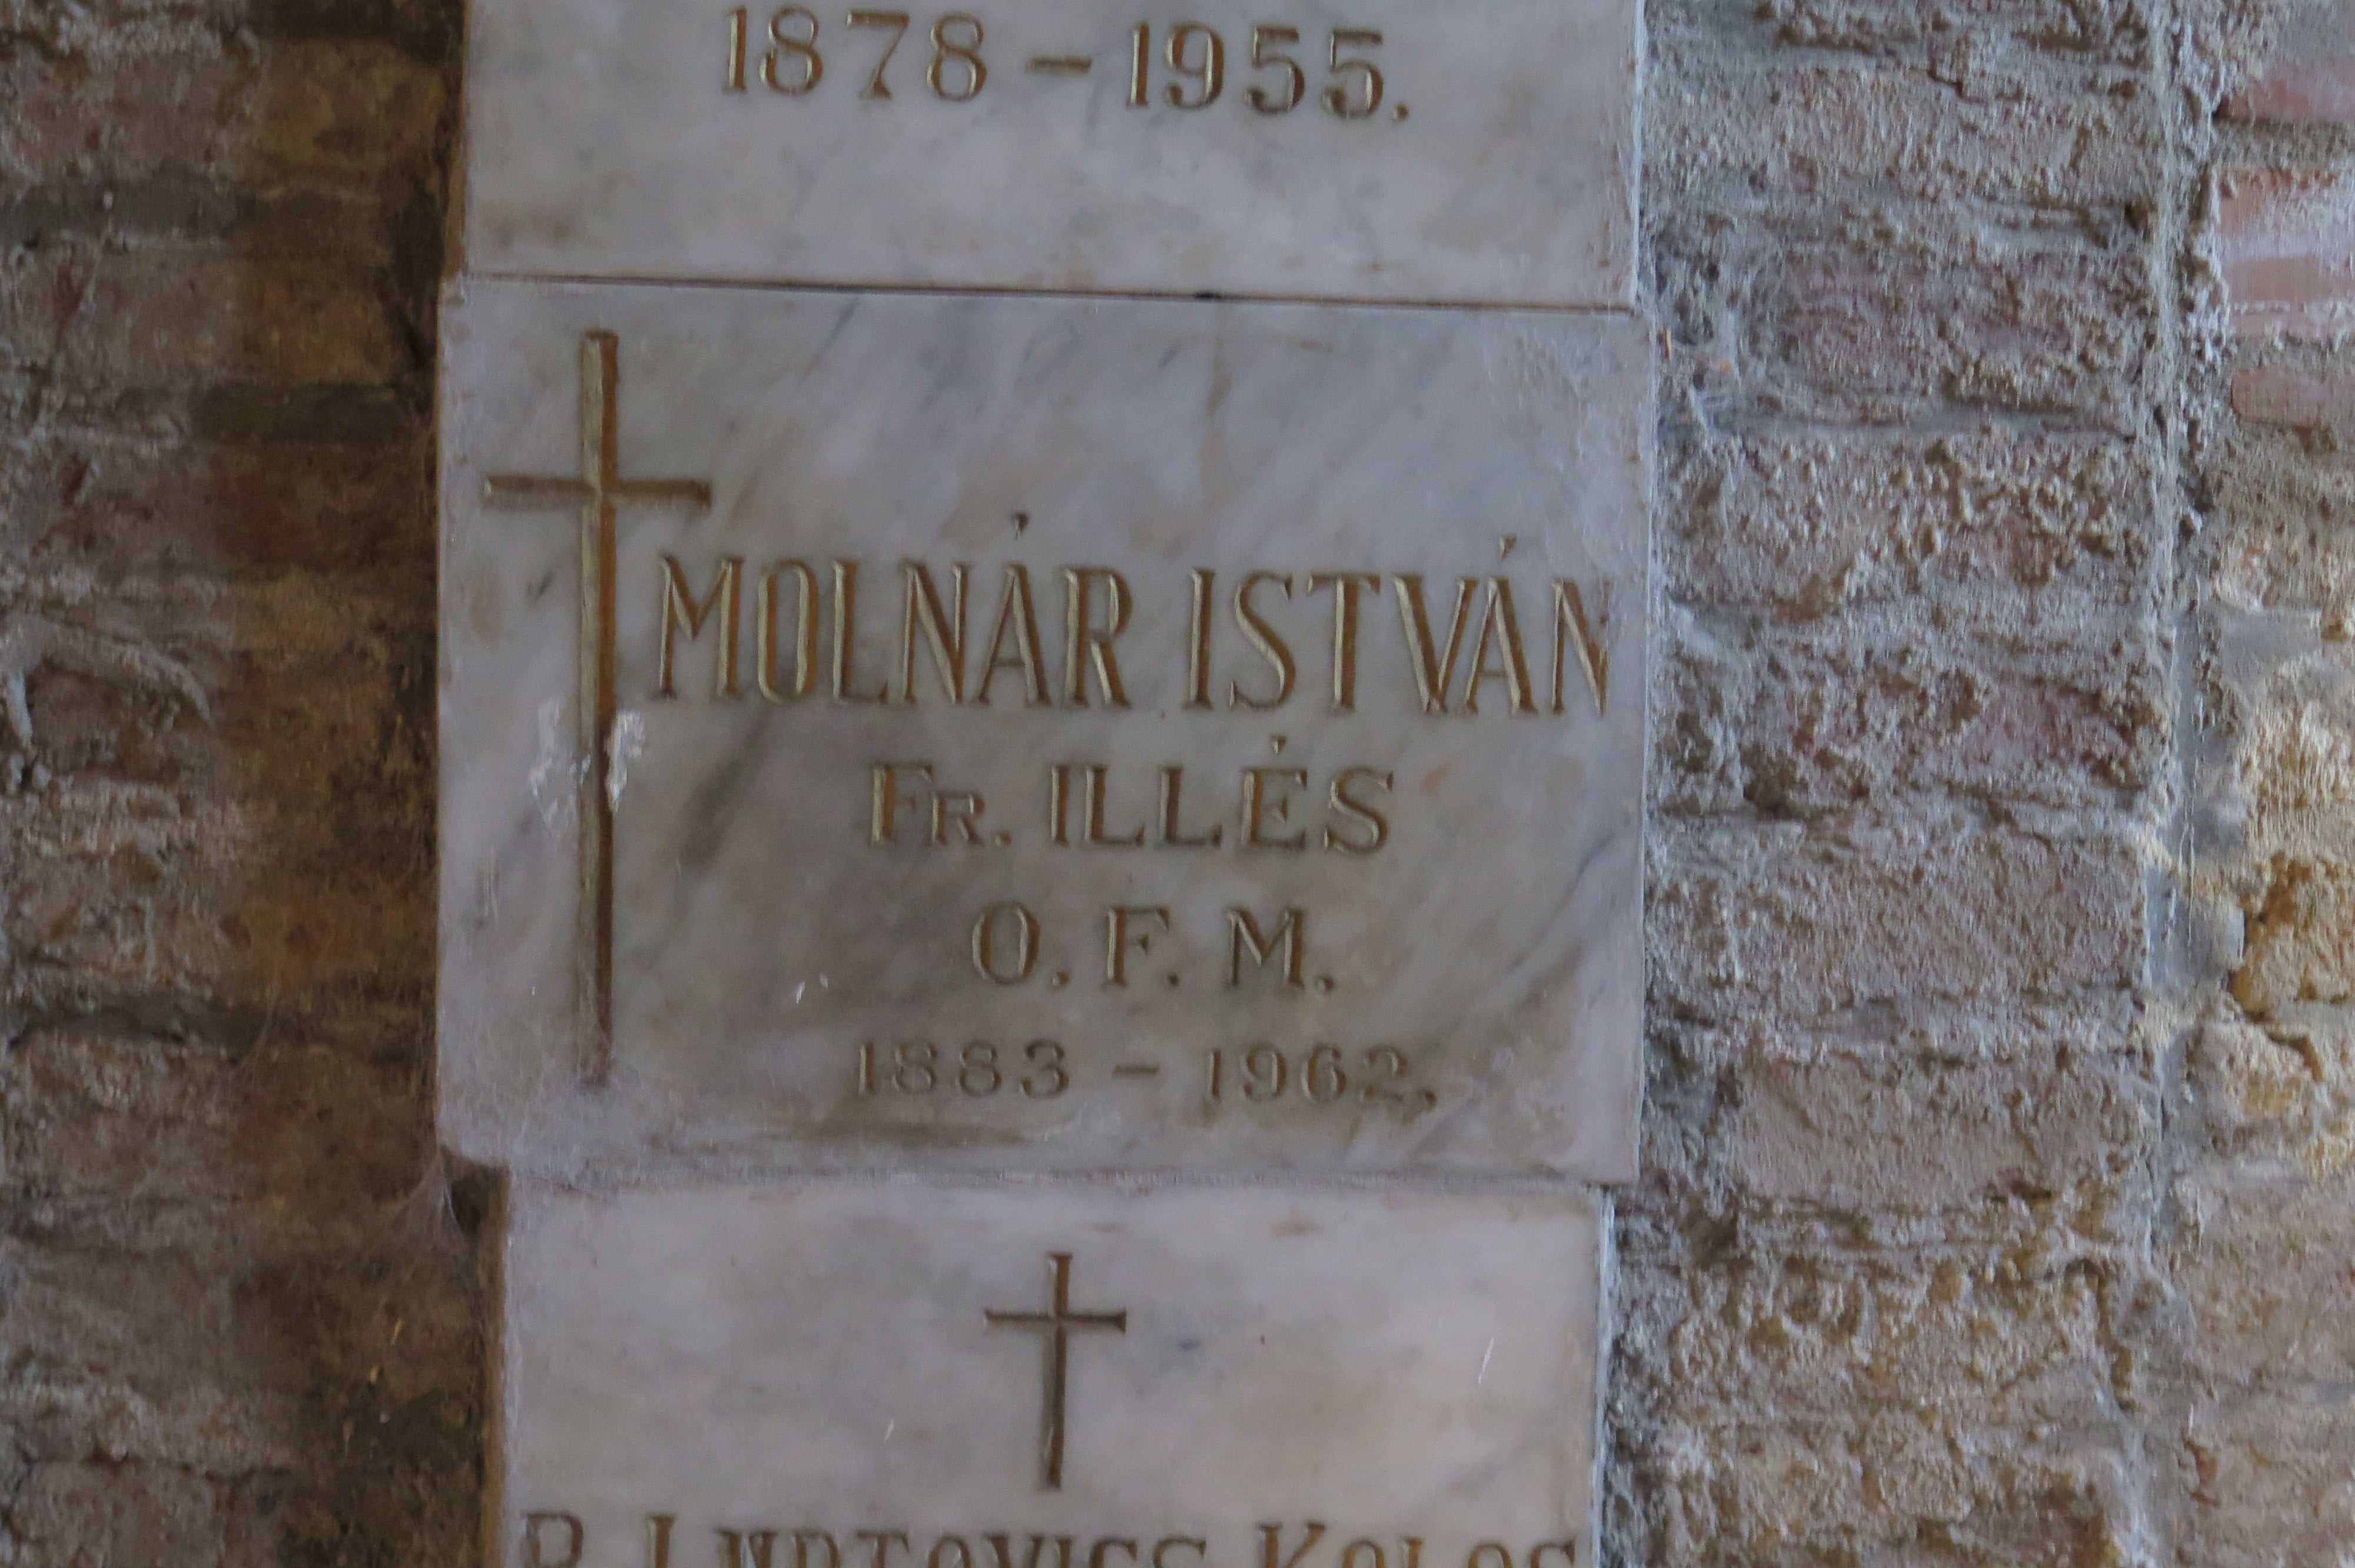 1878 - 1955.
MOLNÁR ISTVÁN
FR. ILLÉS
O. F. M.
1883 - 1962.
P.